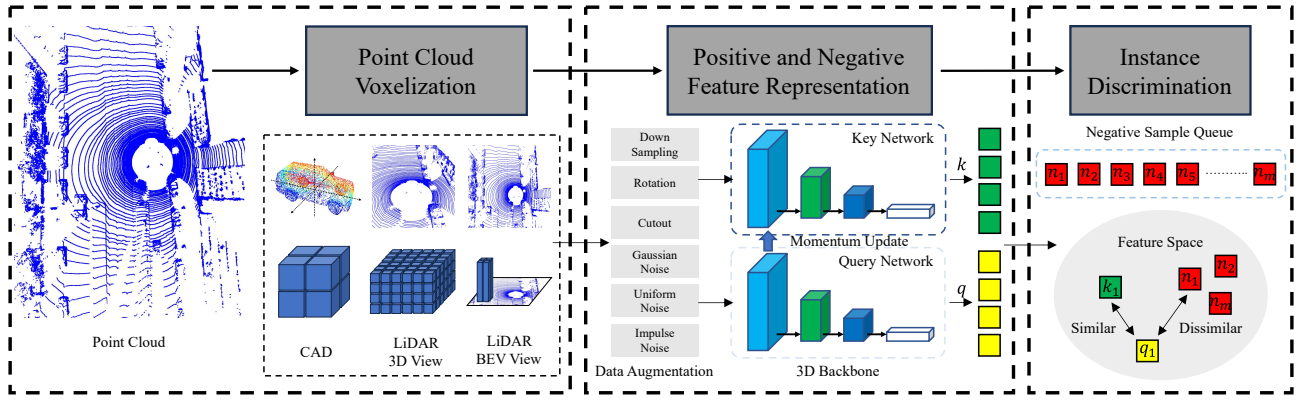 Point Cloud
Voxelization
Positive and Negative
Feature Representation
Instance
Discrimination
Point Cloud
CAD
LiDAR
3D View
LiDAR
BEV View
Down
Sampling
Rotation
Cutout
Gaussian
Noise
Uniform
Noise
Impulse
Noise
Data Augmentation
Key Network
Momentum Update
Query Network
3D Backbone
k
q
Negative Sample Queue
n1 n2 n3 n4 n5 ......... nm
Feature Space
k1
n1
n2
nm
Similar
Dissimilar
q1